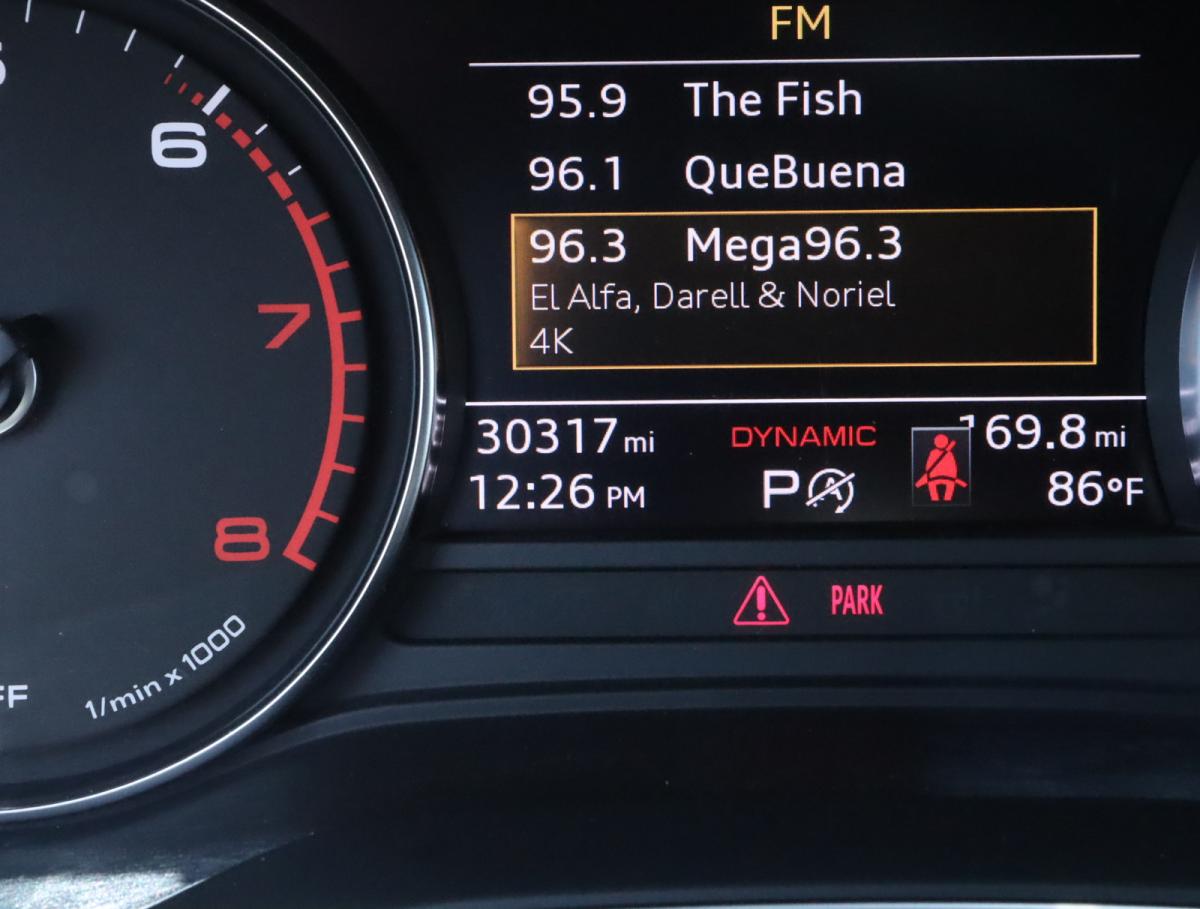 FM
95.9 The Fish
96.1 QueBuena
96.3 Mega96.3
El Alfa, Darell & Noriel
4K
30317 mi DYNAMIC 169.8 mi
12:26 PM P A 86°F
PARK
6
7
8
1/min x 1000